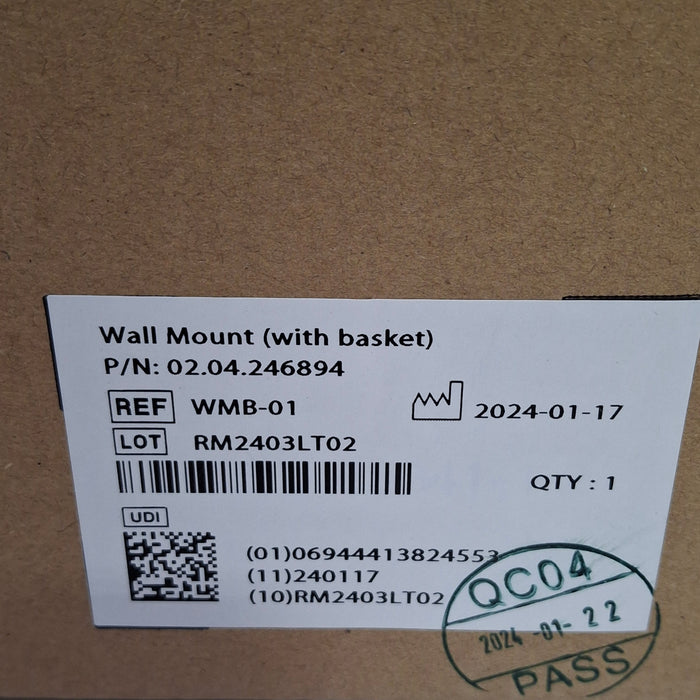 Wall Mount (with basket)
P/N: 02.04.246894
REF WMB-01
2024-01-17
LOT RM2403LT02
QTY : 1
UDI
(01)06944413824553
(11)240117
(10)RM2403LT02
QC04
2024 -01- 22
PASS